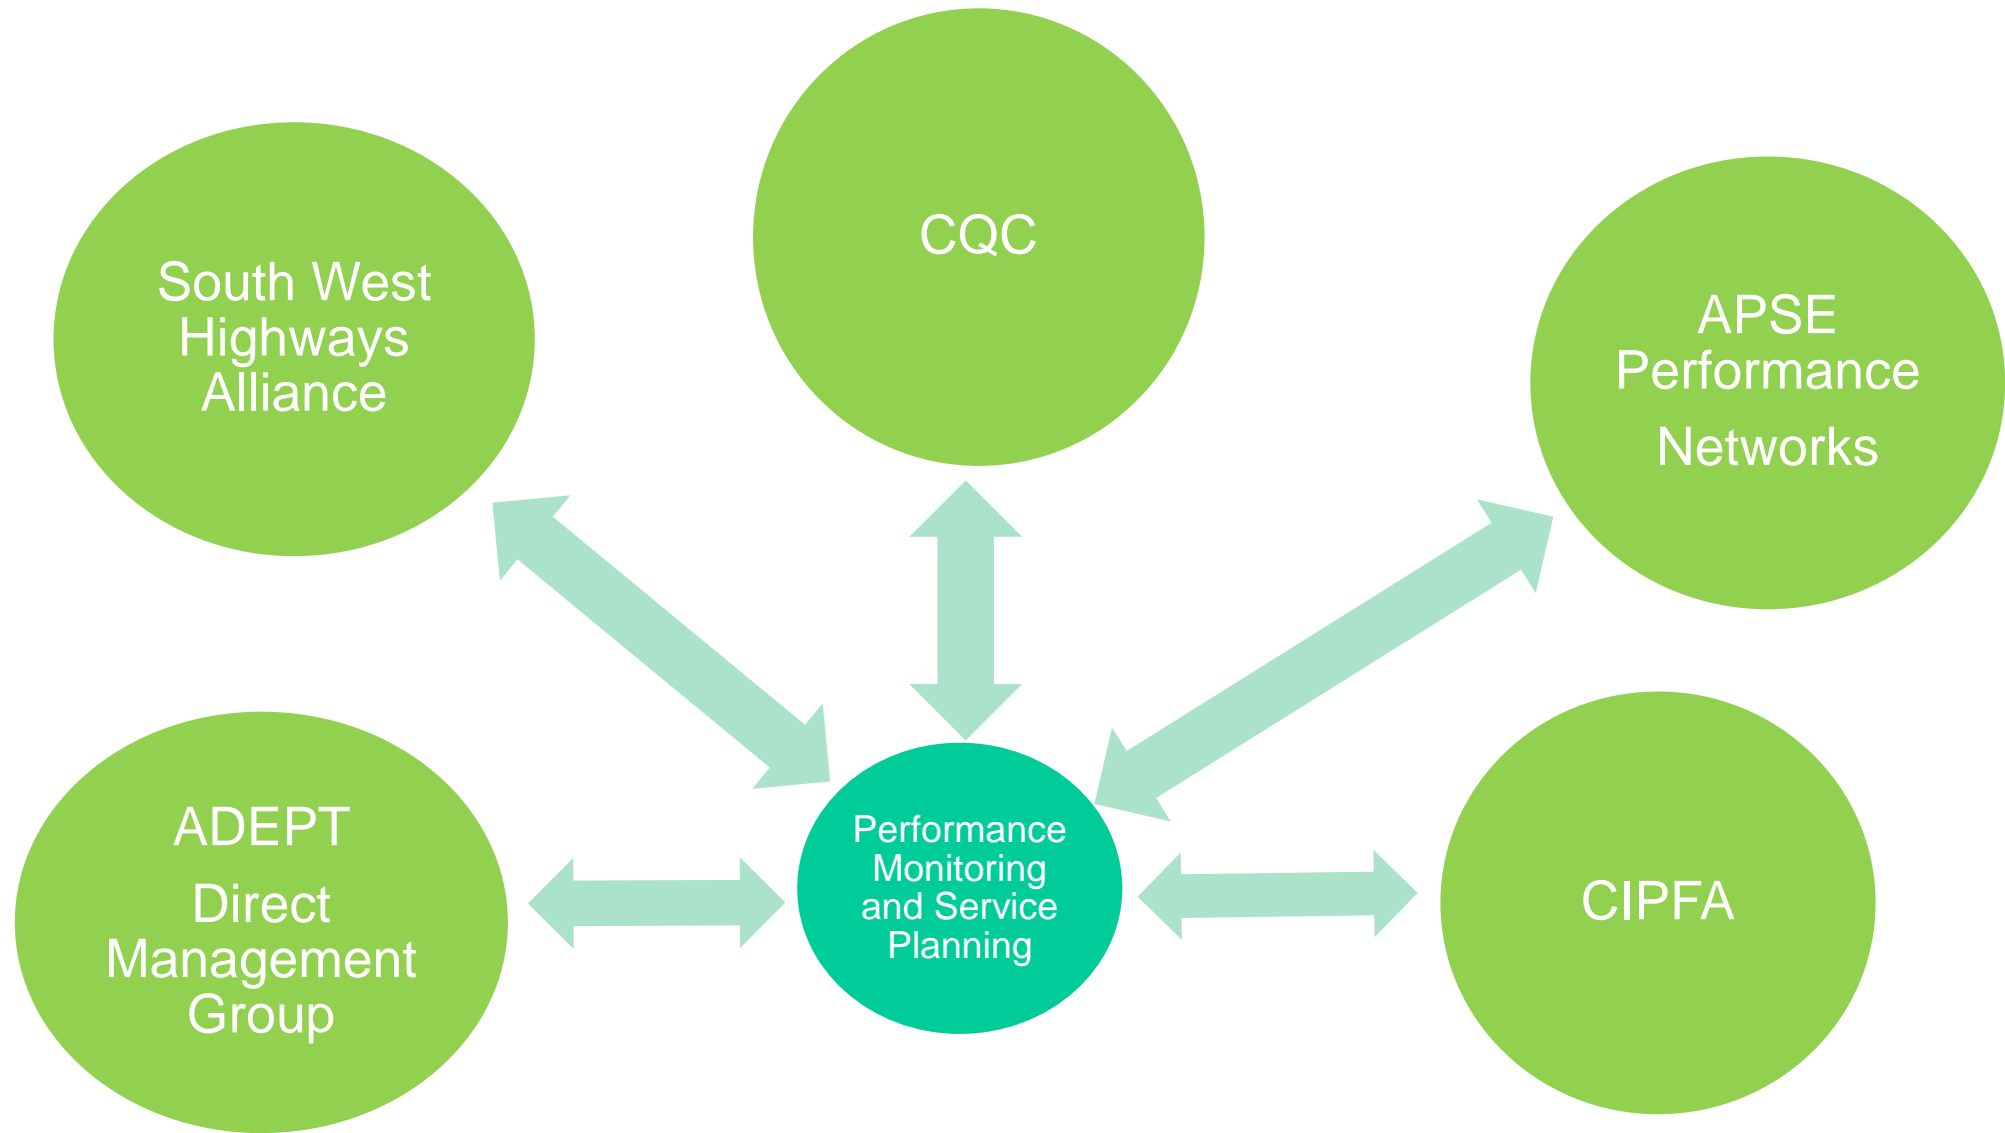 CQC
South West
Highways
Alliance
APSE
Performance
Networks
ADEPT
Direct
Management
Group
Performance
Monitoring
and Service
Planning
CIPFA